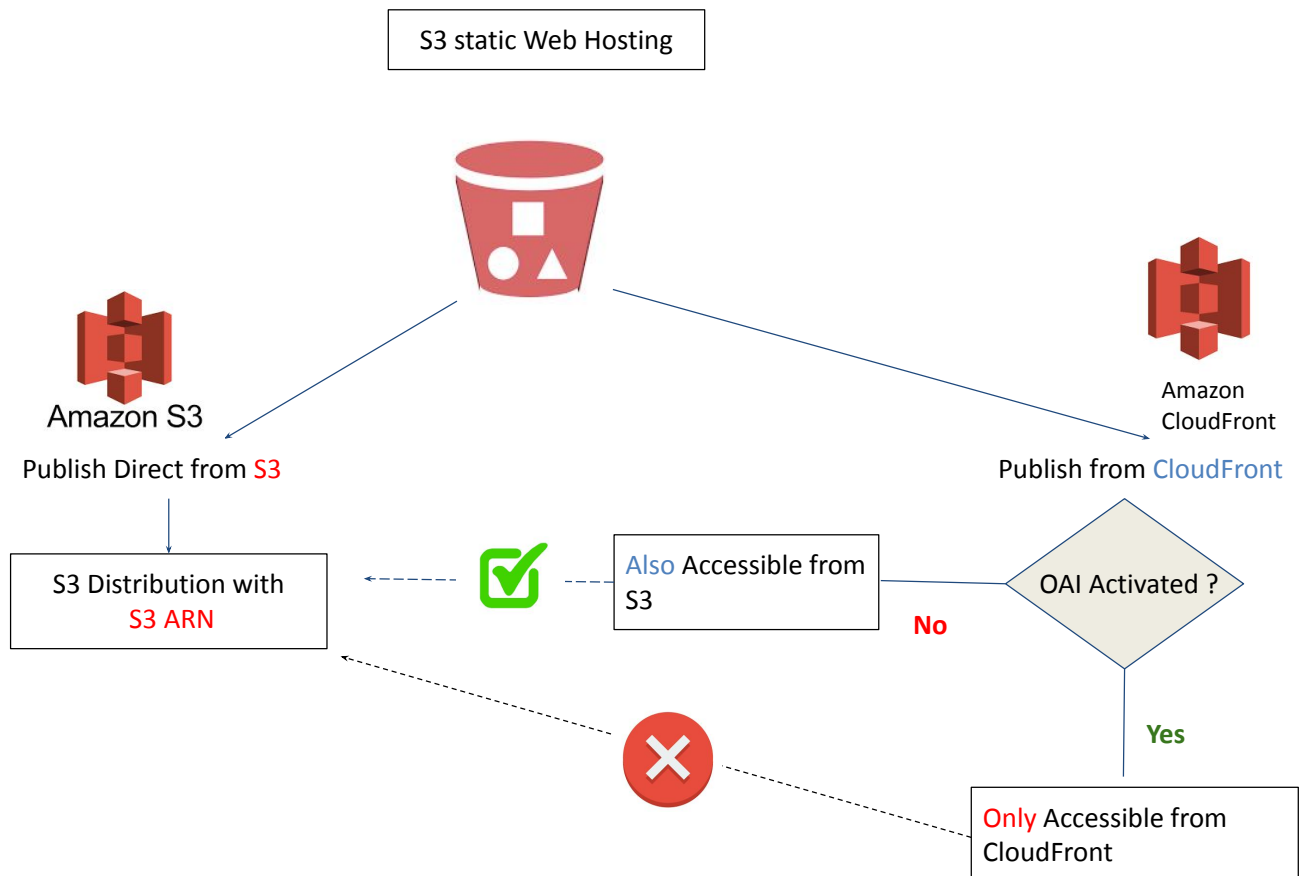 S3 static Web Hosting
Amazon S3
Amazon
CloudFront
Publish Direct from S3
Publish from CloudFront
S3 Distribution with
S3 ARN
Also Accessible from
S3
OAI Activated ?
No
Yes
Only Accessible from
CloudFront